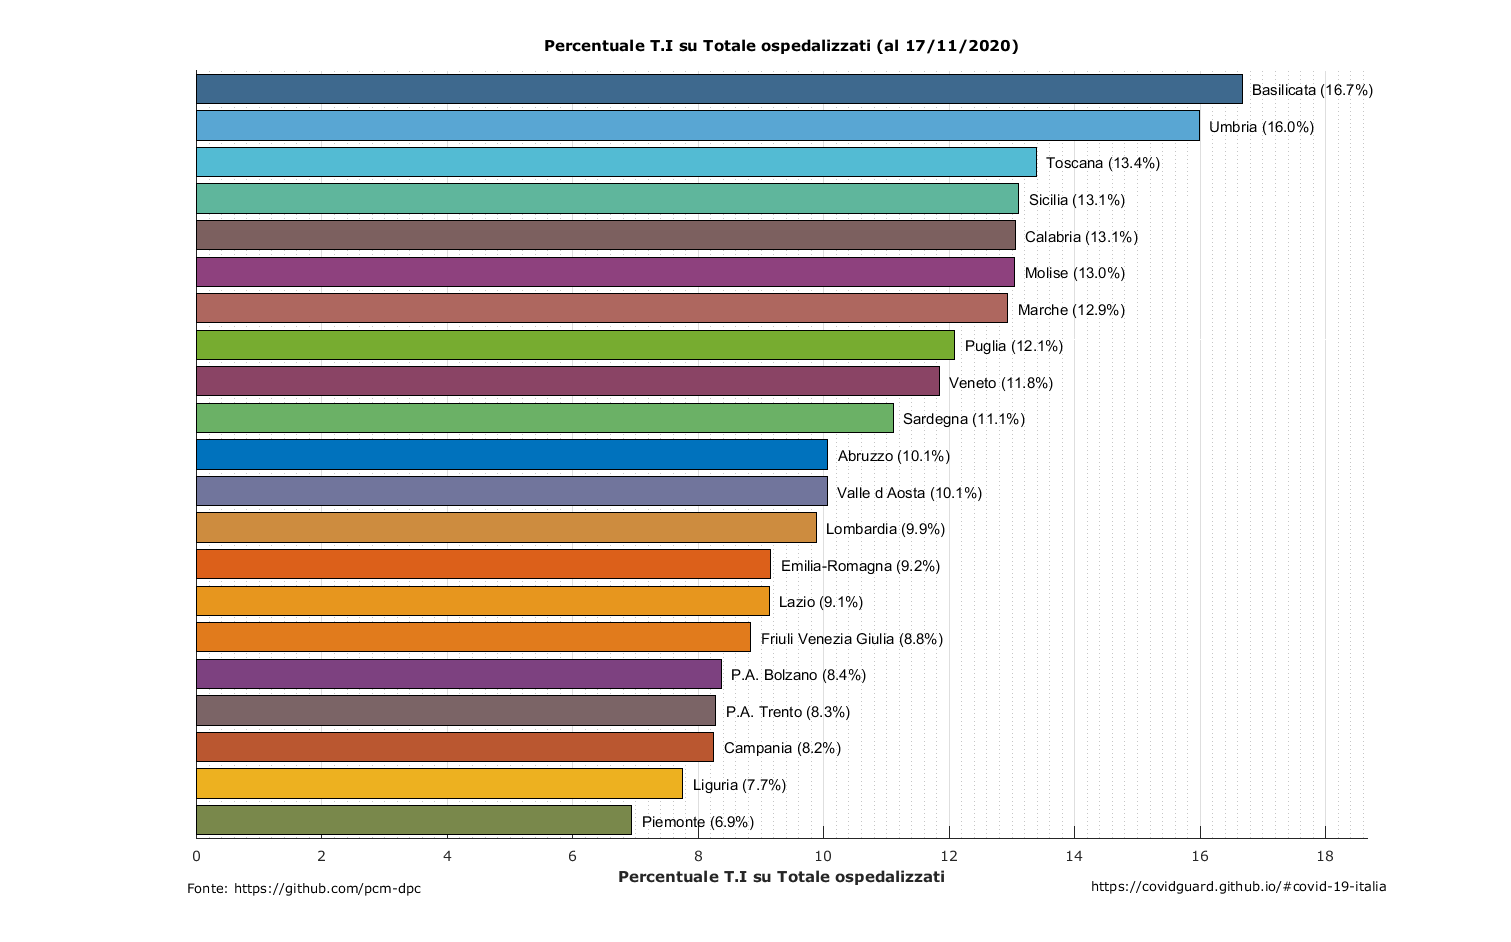 Percentuale T.I su Totale ospedalizzati (al 17/11/2020)
Basilicata (16.7%)
Umbria (16.0%)
Toscana (13.4%)
Sicilia (13.1%)
Calabria (13.1%)
Molise (13.0%)
Marche (12.9%)
Puglia (12.1%)
Veneto (11.8%)
Sardegna (11.1%)
Abruzzo (10.1%)
Valle d Aosta (10.1%)
Lombardia (9.9%)
Emilia-Romagna (9.2%)
Lazio (9.1%)
Friuli Venezia Giulia (8.8%)
P.A. Bolzano (8.4%)
P.A. Trento (8.3%)
Campania (8.2%)
Liguria (7.7%)
Piemonte (6.9%)
0 2 4 6 8 10 12 14 16 18
Percentuale T.I su Totale ospedalizzati
Fonte: https://github.com/pcm-dpc
https://covidguard.github.io/#covid-19-italia